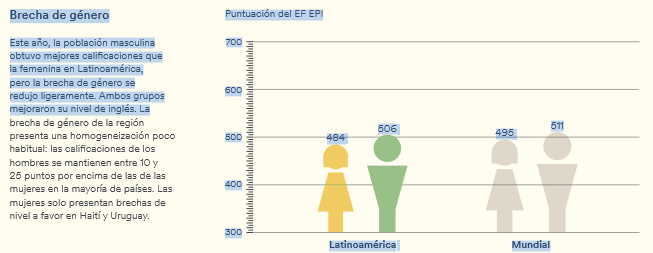 Brecha de género
Este año, la población masculina
obtuvo mejores calificaciones que
la femenina en Latinoamérica,
pero la brecha de género se
redujo ligeramente. Ambos grupos
mejoraron su nivel de inglés. La
brecha de género de la región
presenta una homogeneización poco
habitual: las calificaciones de los
hombres se mantienen entre 10 y
25 puntos por encima de las de las
mujeres en la mayoría de países. Las
mujeres solo presentan brechas de
nivel a favor en Haití y Uruguay.
Puntuación del EF EPI
700
600
500
400
300
484
506
495
511
Latinoamérica
Mundial